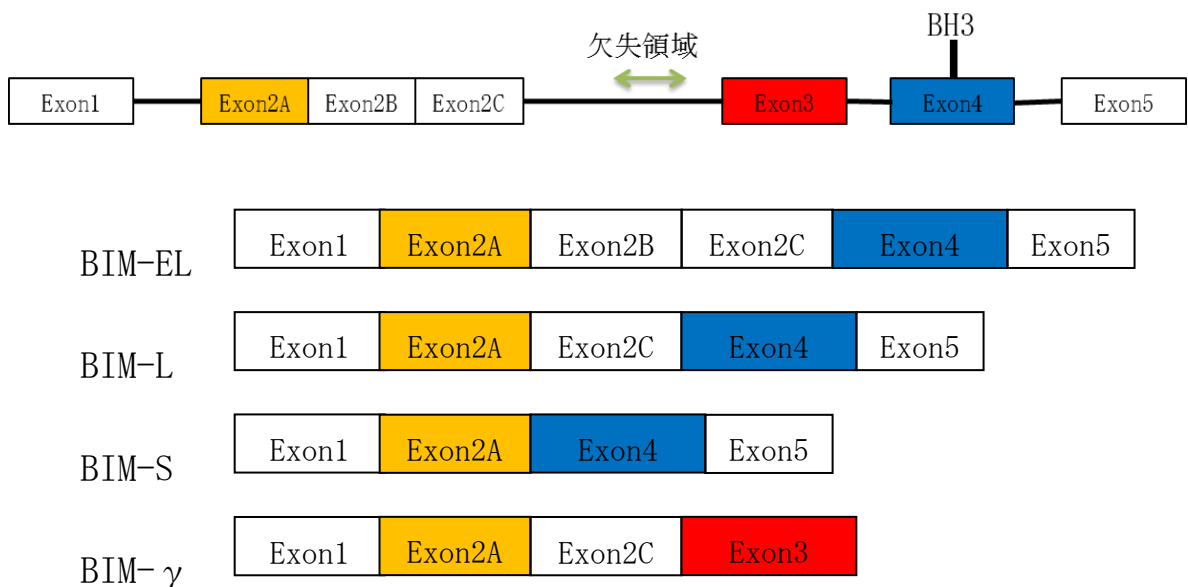 BH3
欠失領域
Exon1 Exon2A Exon2B Exon2C Exon3 Exon4 Exon5
BIM-EL Exon1 Exon2A Exon2B Exon2C Exon4 Exon5
BIM-L Exon1 Exon2A Exon2C Exon4 Exon5
BIM-S Exon1 Exon2A Exon4 Exon5
BIM-γ Exon1 Exon2A Exon2C Exon3